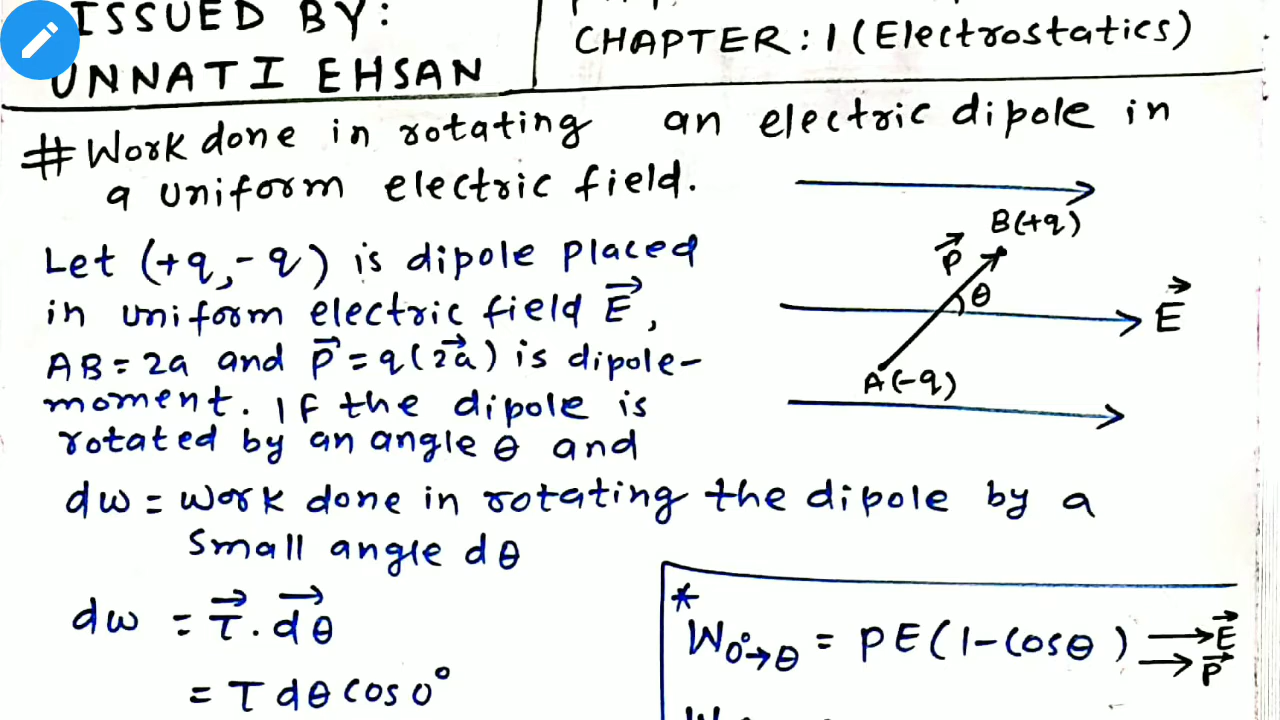 ISSUED BY:
UNNATI EHSAN
CHAPTER: 1 (Electrostatics)
# Work done in rotating an electric dipole in
a uniform electric field.
B(+q)
P⃗
θ
E⃗
A(-q)
Let (+q,-q) is dipole placed
in uniform electric field E⃗,
AB = 2a and P⃗ = q(2a⃗) is dipole-
moment. If the dipole is
rotated by an angle θ and
dw = work done in rotating the dipole by a
small angle dθ
dw = τ⃗ . dθ⃗
= τ dθ cos 0°
*
W0°→θ = PE(1-cosθ) E⃗
P⃗